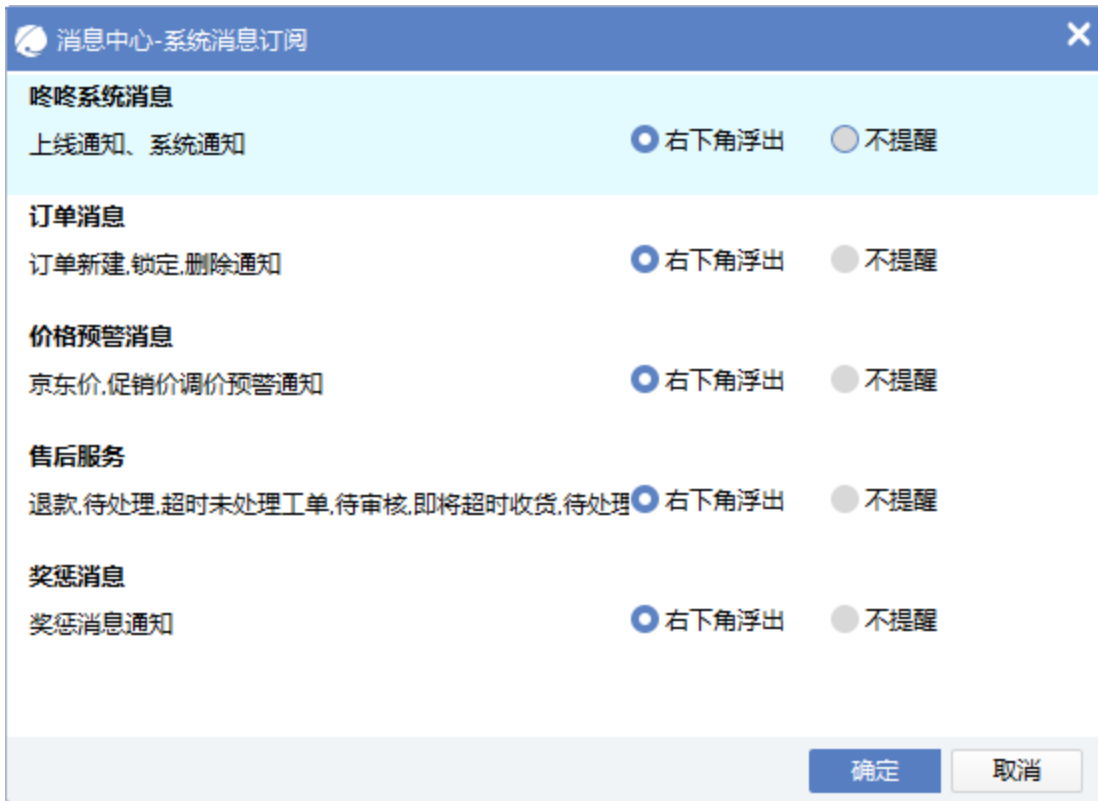 消息中心-系统消息订阅
咚咚系统消息
上线通知、系统通知 右下角浮出 不提醒
订单消息
订单新建,锁定,删除通知 右下角浮出 不提醒
价格预警消息
京东价,促销价调价预警通知 右下角浮出 不提醒
售后服务
退款,待处理,超时未处理工单,待审核,即将超时收货,待处理 右下角浮出 不提醒
奖惩消息
奖惩消息通知 右下角浮出 不提醒
确定 取消